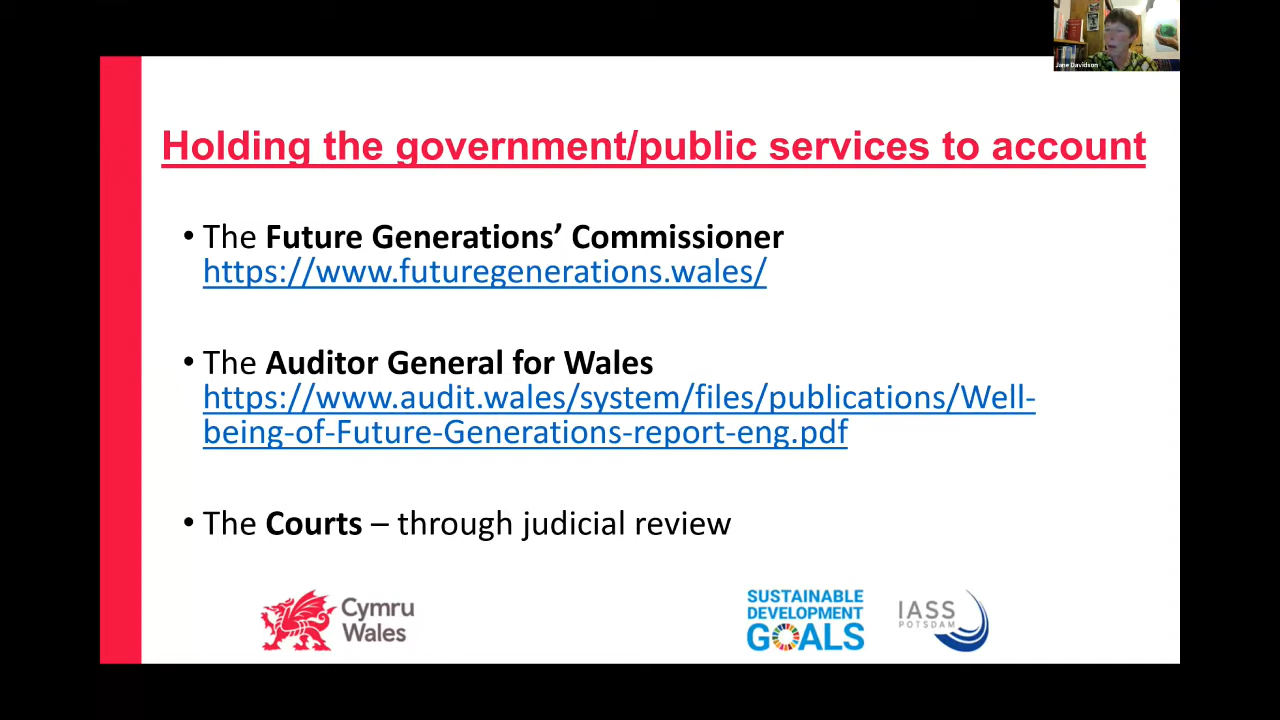 Jane Davidson
Holding the government/public services to account
• The Future Generations’ Commissioner
https://www.futuregenerations.wales/
• The Auditor General for Wales
https://www.audit.wales/system/files/publications/Well-
being-of-Future-Generations-report-eng.pdf
• The Courts – through judicial review
Cymru
Wales
SUSTAINABLE
DEVELOPMENT
GOALS
IASS
POTSDAM